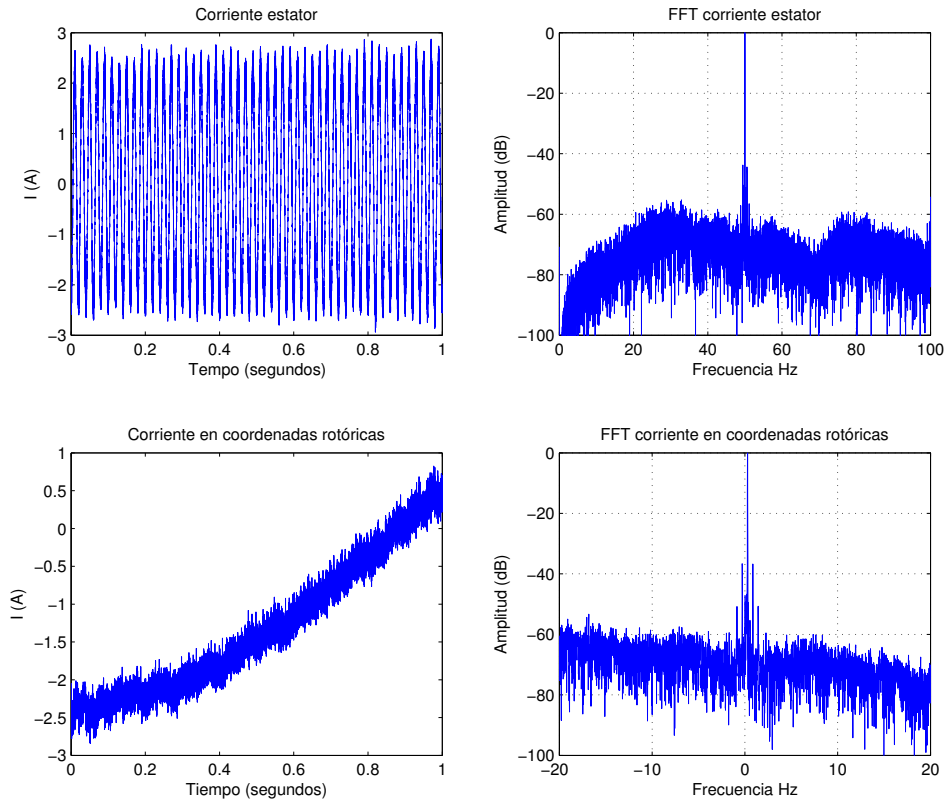 Corriente estator
3
2
1
0
−1
−2
−3
I (A)
0 0.2 0.4 0.6 0.8 1
Tempo (segundos)
FFT corriente estator
0
−20
−40
−60
−80
−100
Amplitud (dB)
0 20 40 60 80 100
Frecuencia Hz
Corriente en coordenadas rotóricas
1
0.5
0
−0.5
−1
−1.5
−2
−2.5
−3
I (A)
0 0.2 0.4 0.6 0.8 1
Tiempo (segundos)
FFT corriente en coordenadas rotóricas
0
−20
−40
−60
−80
−100
Amplitud (dB)
−20 −10 0 10 20
Frecuencia Hz